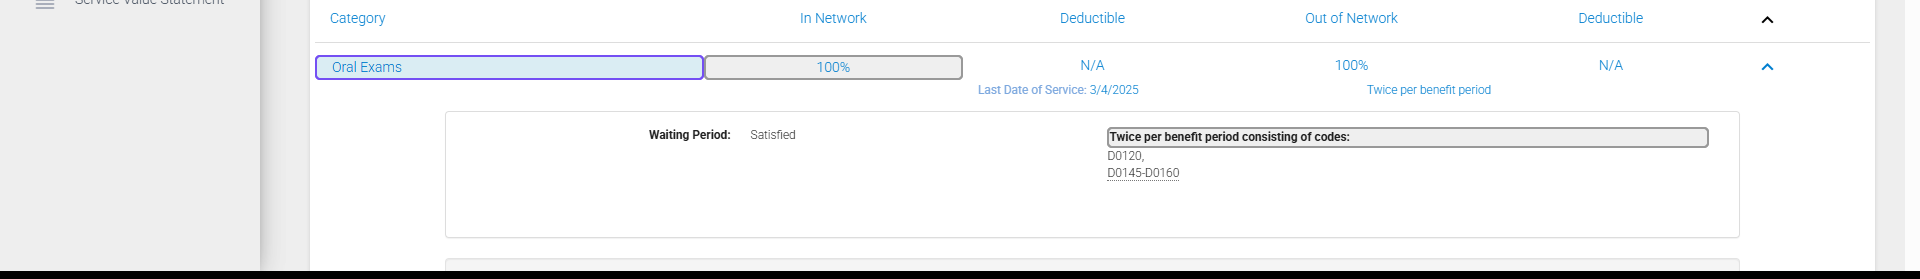 Service Value Statement
Category In Network Deductible Out of Network Deductible
Oral Exams 100% N/A 100% N/A
Last Date of Service: 3/4/2025 Twice per benefit period
Waiting Period: Satisfied Twice per benefit period consisting of codes:
D0120,
D0145-D0160